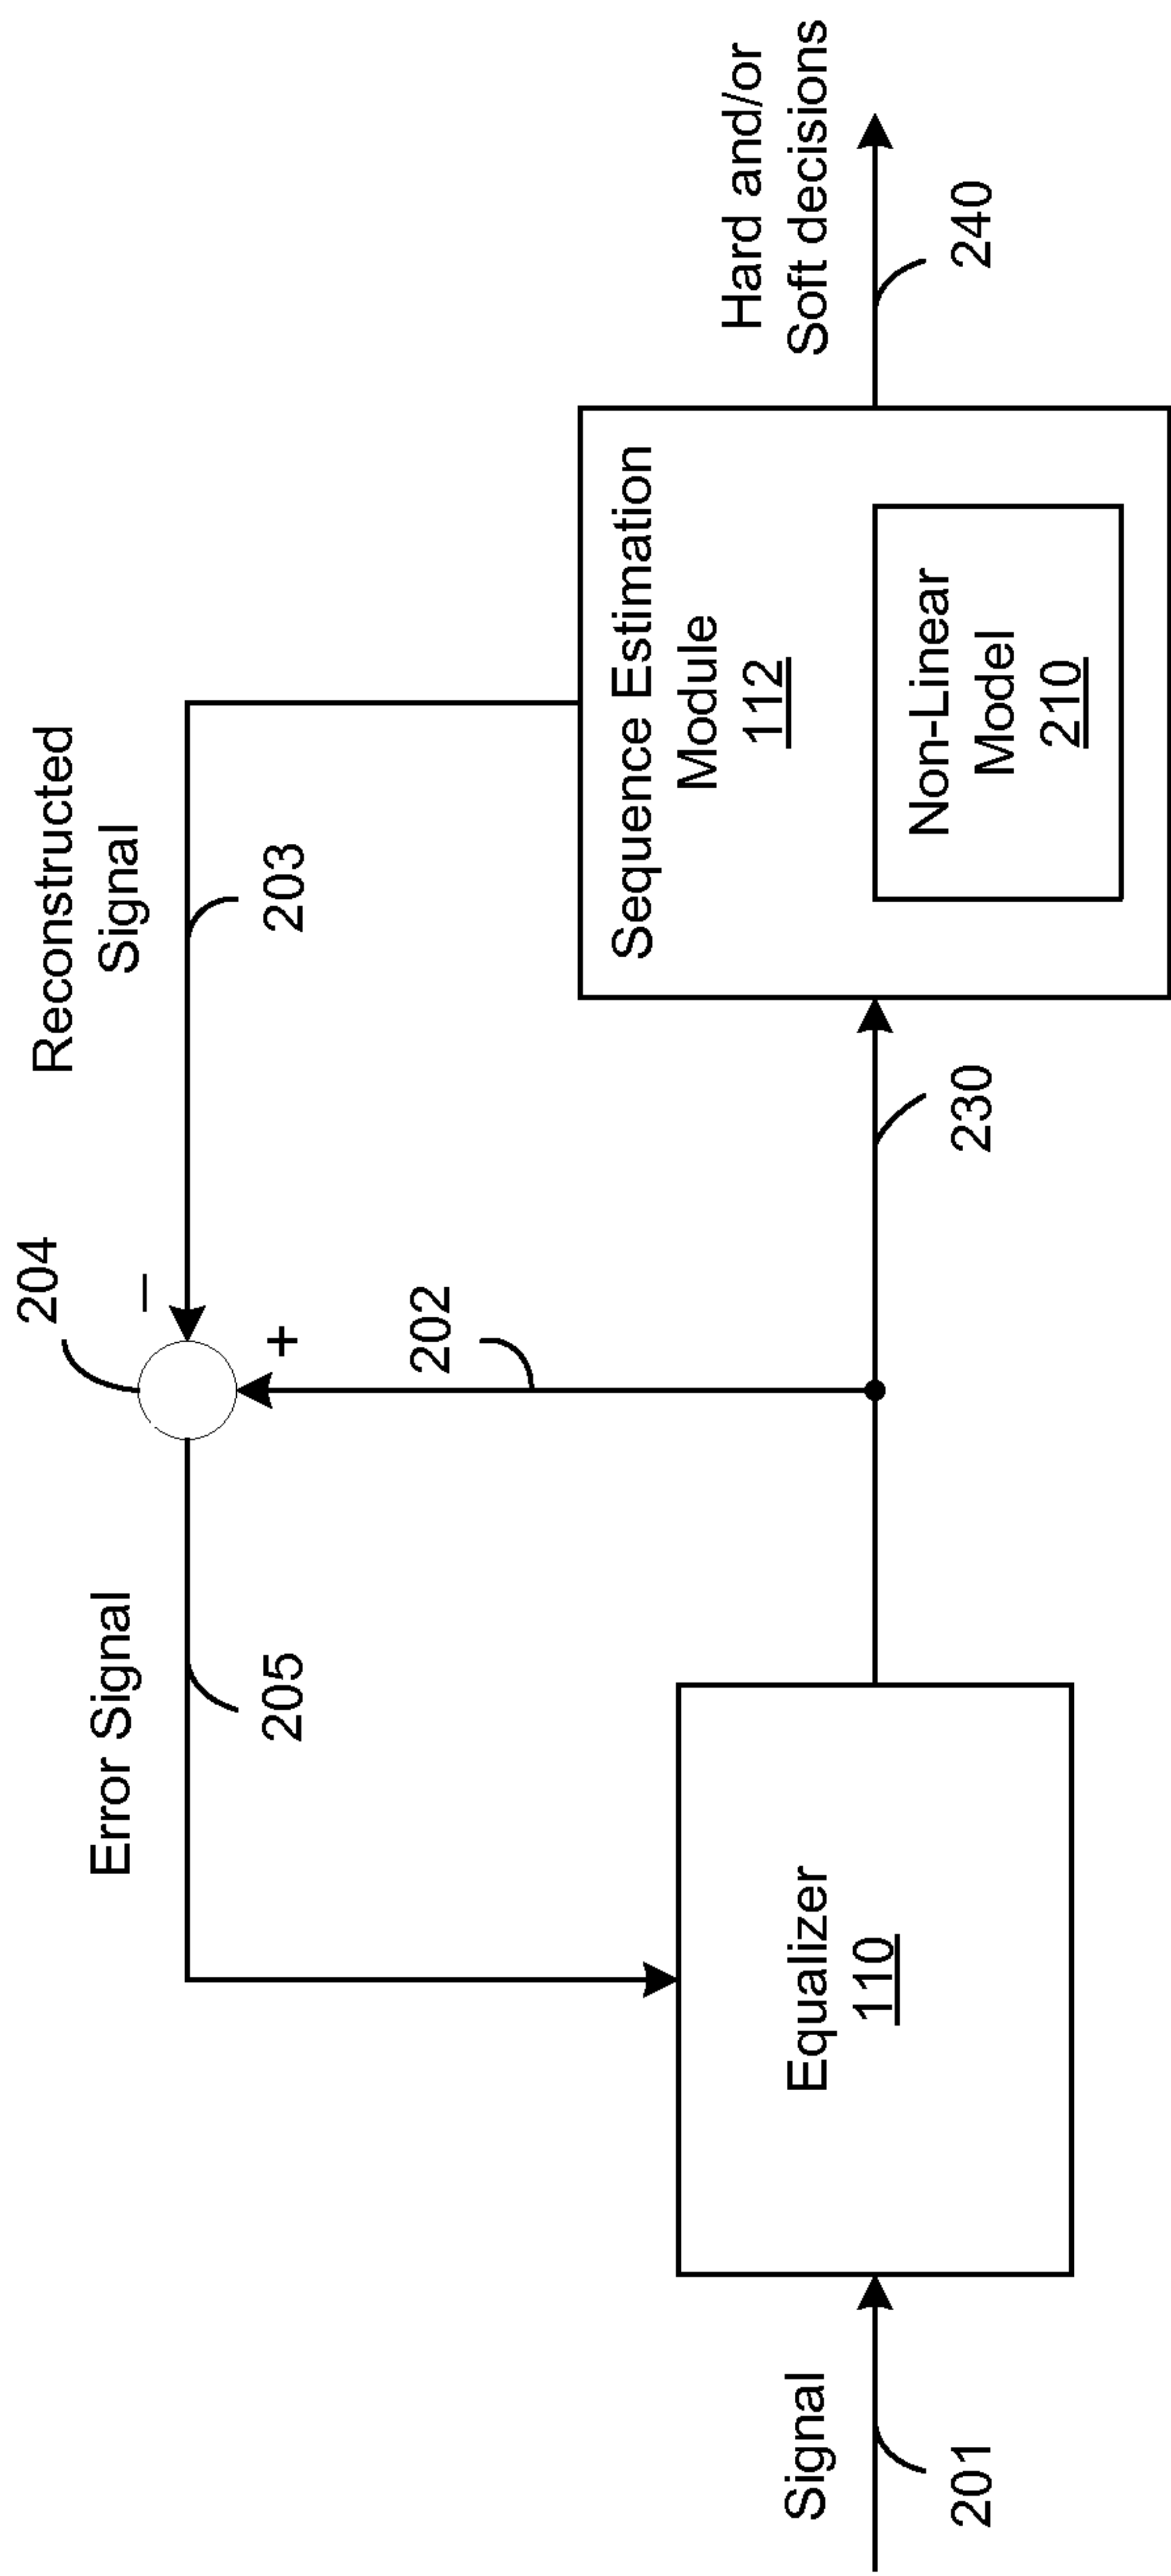 Reconstructed
Signal
204
–
Error Signal
203
205
+
202
Hard and/or
Soft decisions
Sequence Estimation
Module
112
Signal
Equalizer
110
Non-Linear
Model
210
201
230
240